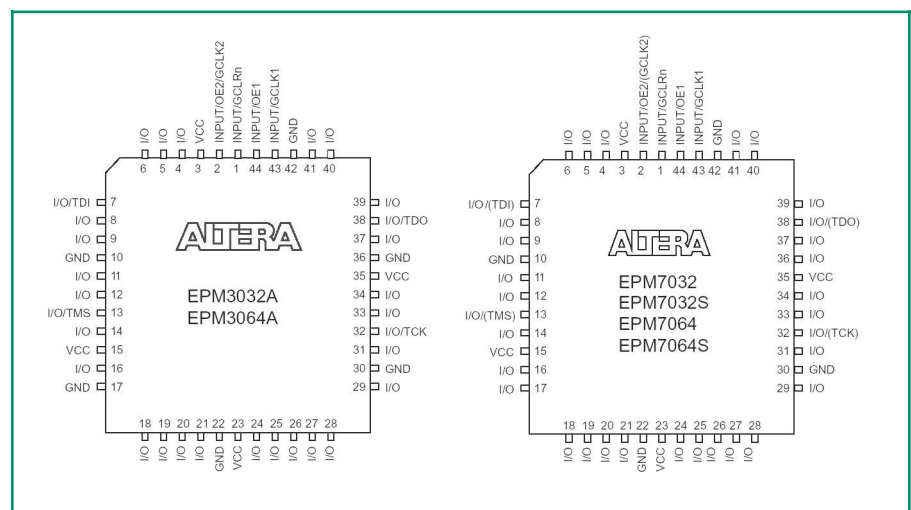 I/O I/O I/O VCC INPUT/OE2/GCLK2 INPUT/GCLRn INPUT/OE1 INPUT/GCLK1 GND I/O I/O
6 5 4 3 2 1 44 43 42 41 40
I/O/TDI 7 39 I/O
I/O 8 38 I/O/TDO
I/O 9 37 I/O
GND 10 36 GND
I/O 11 35 VCC
I/O 12 34 I/O
I/O/TMS 13 33 I/O
I/O 14 32 I/O/TCK
VCC 15 31 I/O
I/O 16 30 GND
GND 17 29 I/O
ALTERA
EPM3032A
EPM3064A
18 19 20 21 22 23 24 25 26 27 28
I/O I/O I/O I/O GND VCC I/O I/O I/O I/O I/O
I/O I/O I/O VCC INPUT/OE2/(GCLK2) INPUT/GCLRn INPUT/OE1 INPUT/GCLK1 GND I/O I/O
6 5 4 3 2 1 44 43 42 41 40
I/O/(TDI) 7 39 I/O
I/O 8 38 I/O/(TDO)
I/O 9 37 I/O
GND 10 36 I/O
I/O 11 35 VCC
I/O 12 34 I/O
I/O/(TMS) 13 33 I/O
I/O 14 32 I/O/(TCK)
VCC 15 31 I/O
I/O 16 30 GND
I/O 17 29 I/O
ALTERA
EPM7032
EPM7032S
EPM7064
EPM7064S
18 19 20 21 22 23 24 25 26 27 28
I/O I/O I/O I/O GND VCC I/O I/O I/O I/O I/O